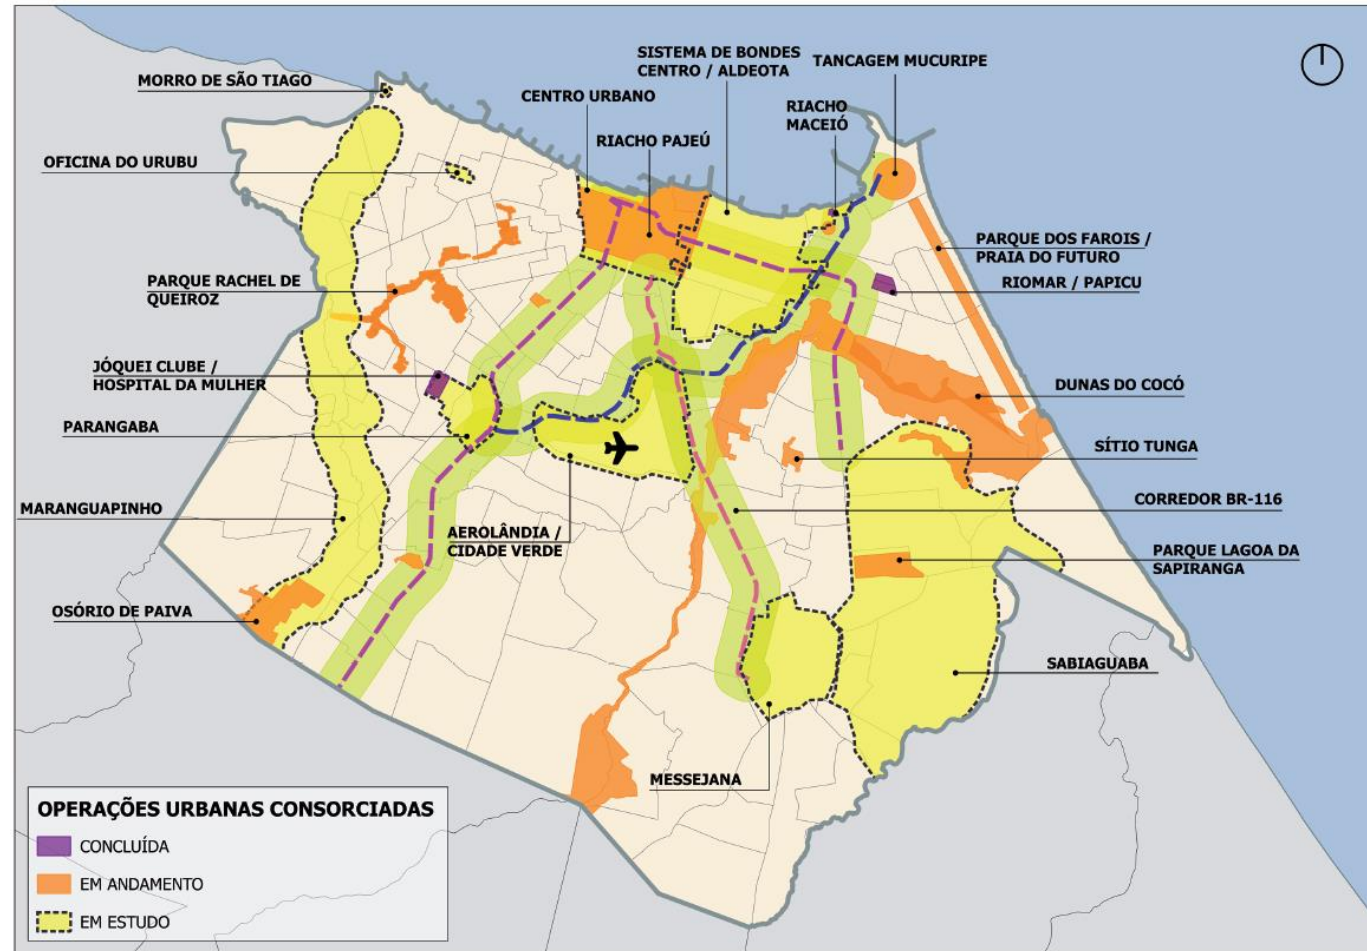 MORRO DE SÃO TIAGO
OFICINA DO URUBU
CENTRO URBANO
RIACHO PAJEÚ
SISTEMA DE BONDES
CENTRO / ALDEOTA
TANCAGEM MUCURIPE
RIACHO
MACEIÓ
PARQUE DOS FAROIS /
PRAIA DO FUTURO
RIOMAR / PAPICU
PARQUE RACHEL DE
QUEIROZ
JÓQUEI CLUBE /
HOSPITAL DA MULHER
DUNAS DO COCÓ
PARANGABA
SÍTIO TUNGA
MARANGUAPINHO
CORREDOR BR-116
AEROLÂNDIA /
CIDADE VERDE
PARQUE LAGOA DA
SAPIRANGA
OSÓRIO DE PAIVA
SABIAGUABA
MESSEJANA
OPERAÇÕES URBANAS CONSORCIADAS
CONCLUÍDA
EM ANDAMENTO
EM ESTUDO